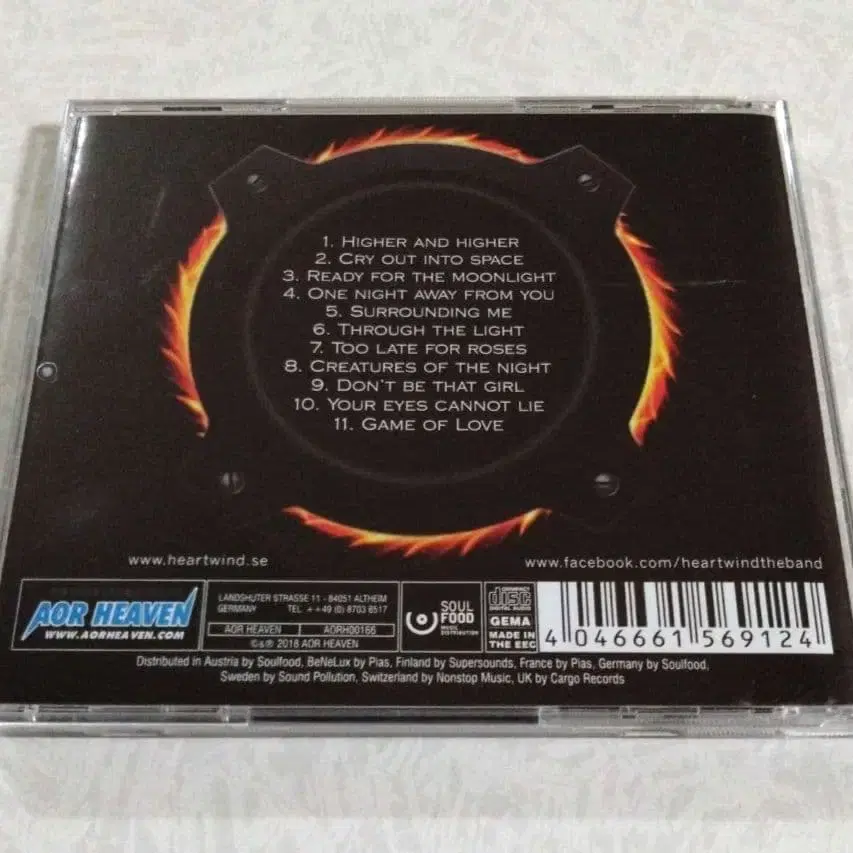 1. Higher and higher
2. Cry out into space
3. Ready for the moonlight
4. One night away from you
5. Surrounding me
6. Through the light
7. Too late for roses
8. Creatures of the night
9. Don't be that girl
10. Your eyes cannot lie
11. Game of Love
www.heartwind.se
www.facebook.com/heartwindtheband
AOR HEAVEN
WWW.AORHEAVEN.COM
LANDSHUTER STRASSE 11 - 84051 ALTHEIM
GERMANY TEL. ++49 (0) 8703 8517
AOR HEAVEN AORH00166
©&℗ 2018 AOR HEAVEN
SOUL
FOOD
MUSIC
DISTRIBUTION
COMPACT
disc
DIGITAL AUDIO
GEMA
MADE IN
THE EEC
4 046661 569124
Distributed in Austria by Soulfood, BeNeLux by Pias, Finland by Supersounds, France by Pias, Germany by Soulfood,
Sweden by Sound Pollution, Switzerland by Nonstop Music, UK by Cargo Records